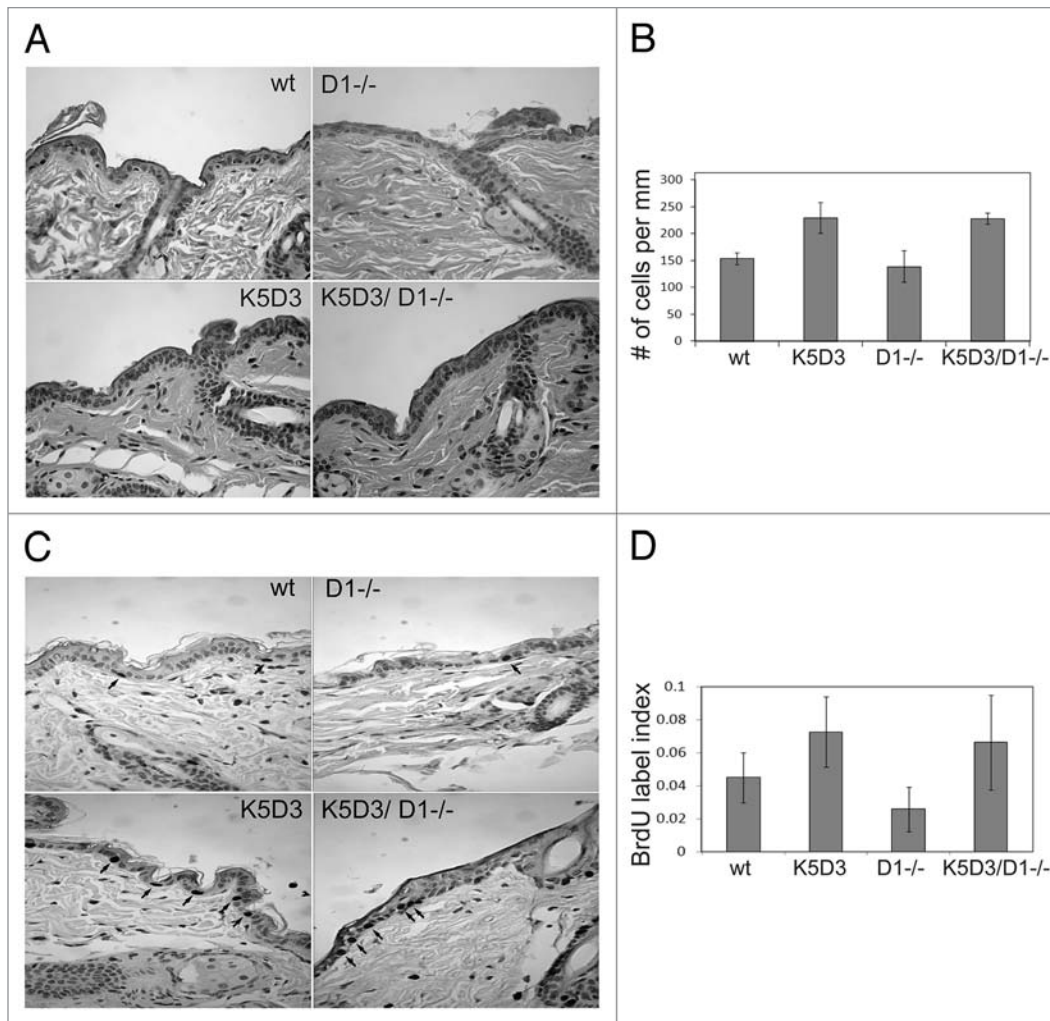 A
wt
D1-/-
K5D3
K5D3/ D1-/-
B
# of cells per mm
300
250
200
150
100
50
0
wt
K5D3
D1-/-
K5D3/D1-/-
C
wt
D1-/-
K5D3
K5D3/ D1-/-
D
BrdU label index
0.1
0.08
0.06
0.04
0.02
0
wt
K5D3
D1-/-
K5D3/D1-/-